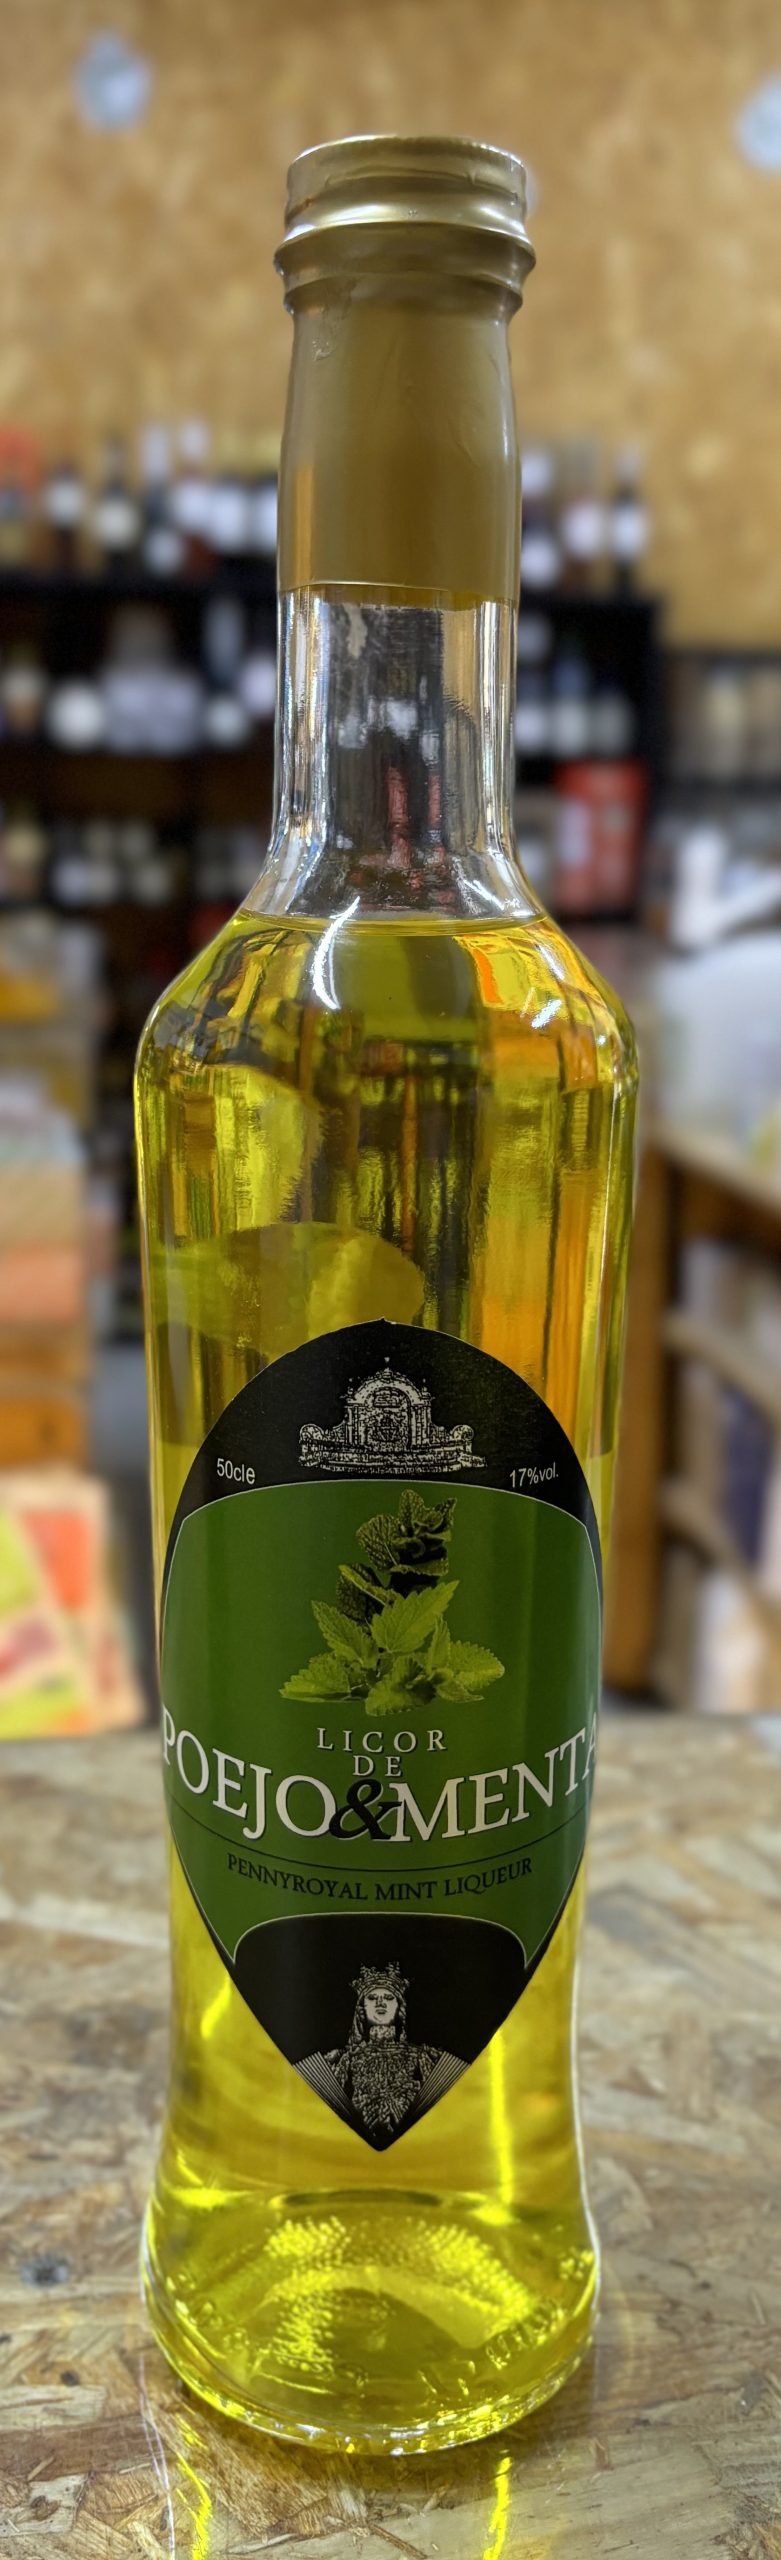 50cle
17%vol.
LICOR
DE
POEJO&MENTA
PENNYROYAL MINT LIQUEUR